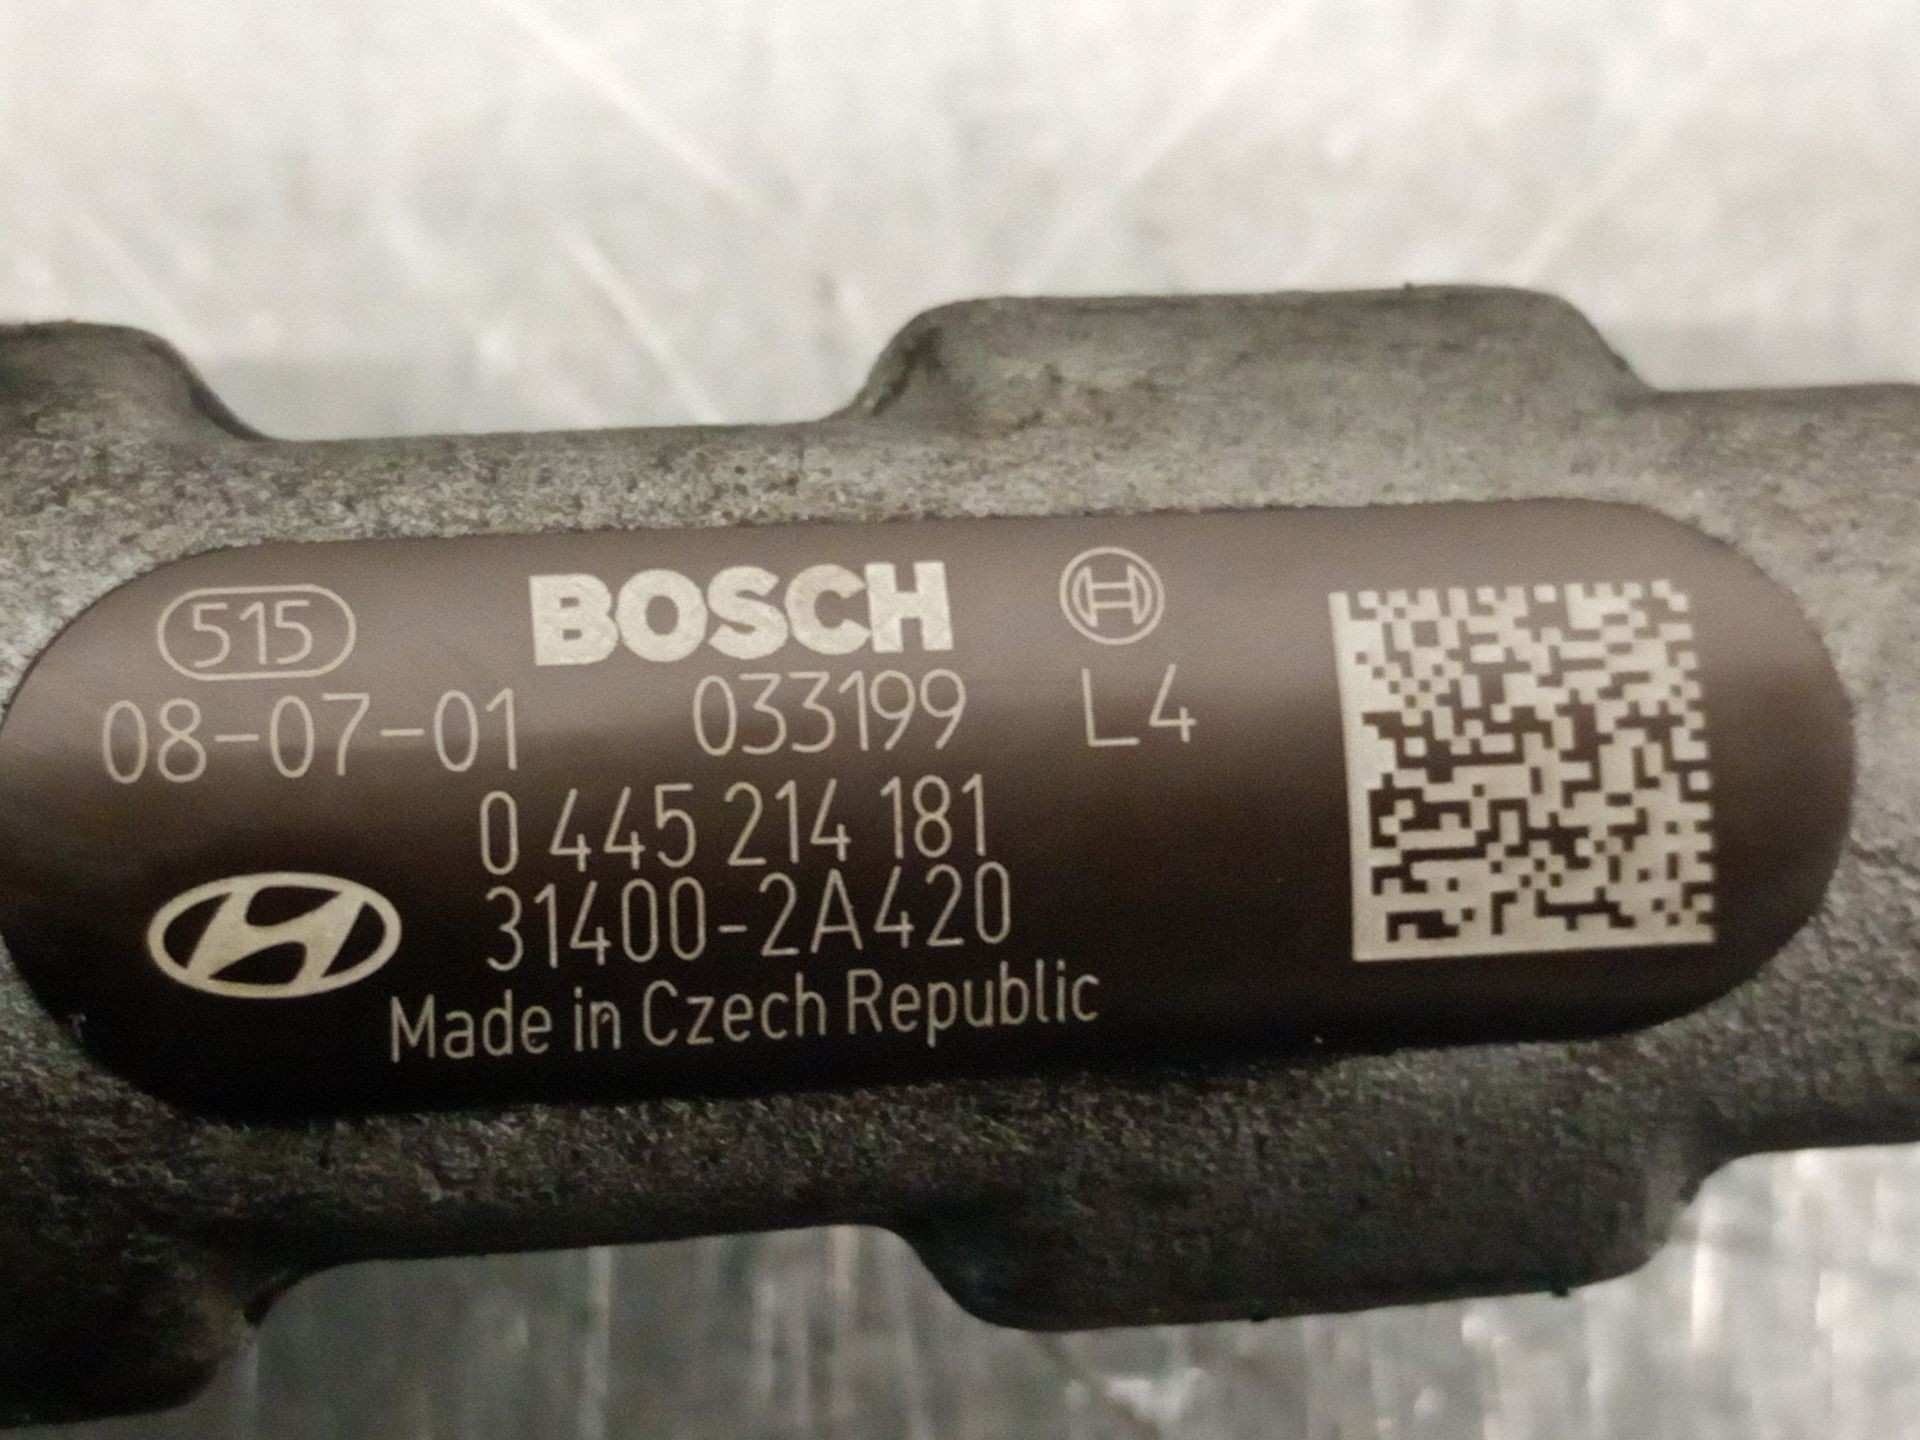 515 BOSCH
08-07-01 033199 L4
0 445 214 181
31400-2A420
Made in Czech Republic